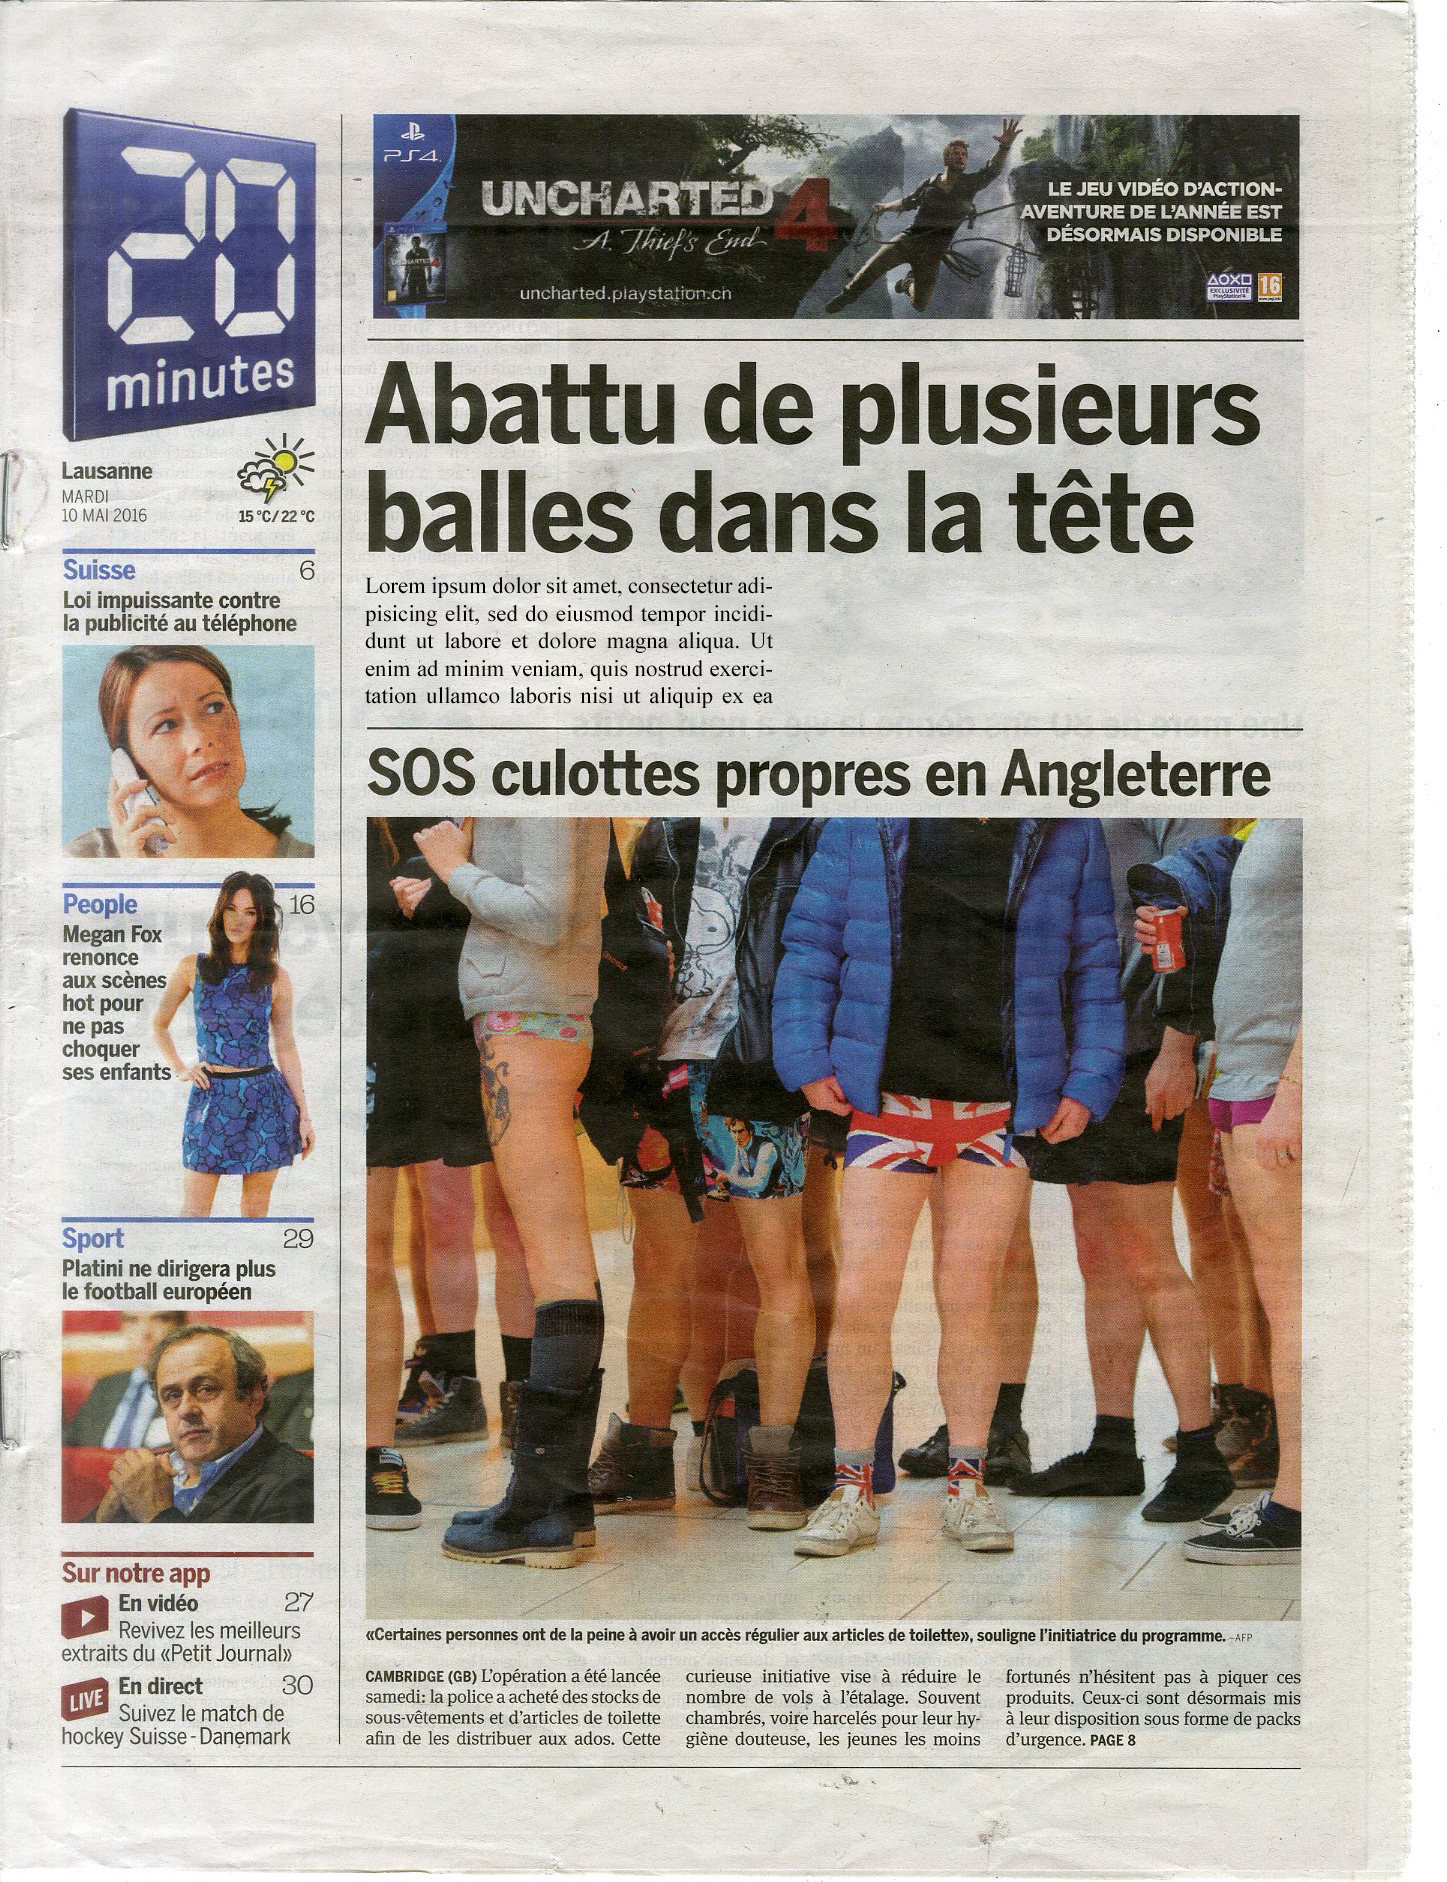 20
minutes
Lausanne
MARDI
10 MAI 2016
15 °C/22 °C
Suisse 6
Loi impuissante contre
la publicité au téléphone
People 16
Megan Fox
renonce
aux scènes
hot pour
ne pas
choquer
ses enfants
Sport 29
Platini ne dirigera plus
le football européen
Sur notre app
En vidéo 27
Revivez les meilleurs
extraits du «Petit Journal»
LIVE
En direct 30
Suivez le match de
hockey Suisse - Danemark
PS4
UNCHARTED 4
A Thief's End
uncharted.playstation.ch
LE JEU VIDÉO D'ACTION-
AVENTURE DE L'ANNÉE EST
DÉSORMAIS DISPONIBLE
EXCLUSIVITÉ
PlayStation4
16
Abattu de plusieurs
balles dans la tête
Lorem ipsum dolor sit amet, consectetur adi-
pisicing elit, sed do eiusmod tempor incidi-
dunt ut labore et dolore magna aliqua. Ut
enim ad minim veniam, quis nostrud exerci-
tation ullamco laboris nisi ut aliquip ex ea
SOS culottes propres en Angleterre
«Certaines personnes ont de la peine à avoir un accès régulier aux articles de toilette», souligne l'initiatrice du programme. –AFP
CAMBRIDGE (GB) L'opération a été lancée
samedi: la police a acheté des stocks de
sous-vêtements et d'articles de toilette
afin de les distribuer aux ados. Cette
curieuse initiative vise à réduire le
nombre de vols à l'étalage. Souvent
chambrés, voire harcelés pour leur hy-
giène douteuse, les jeunes les moins
fortunés n'hésitent pas à piquer ces
produits. Ceux-ci sont désormais mis
à leur disposition sous forme de packs
d'urgence. PAGE 8